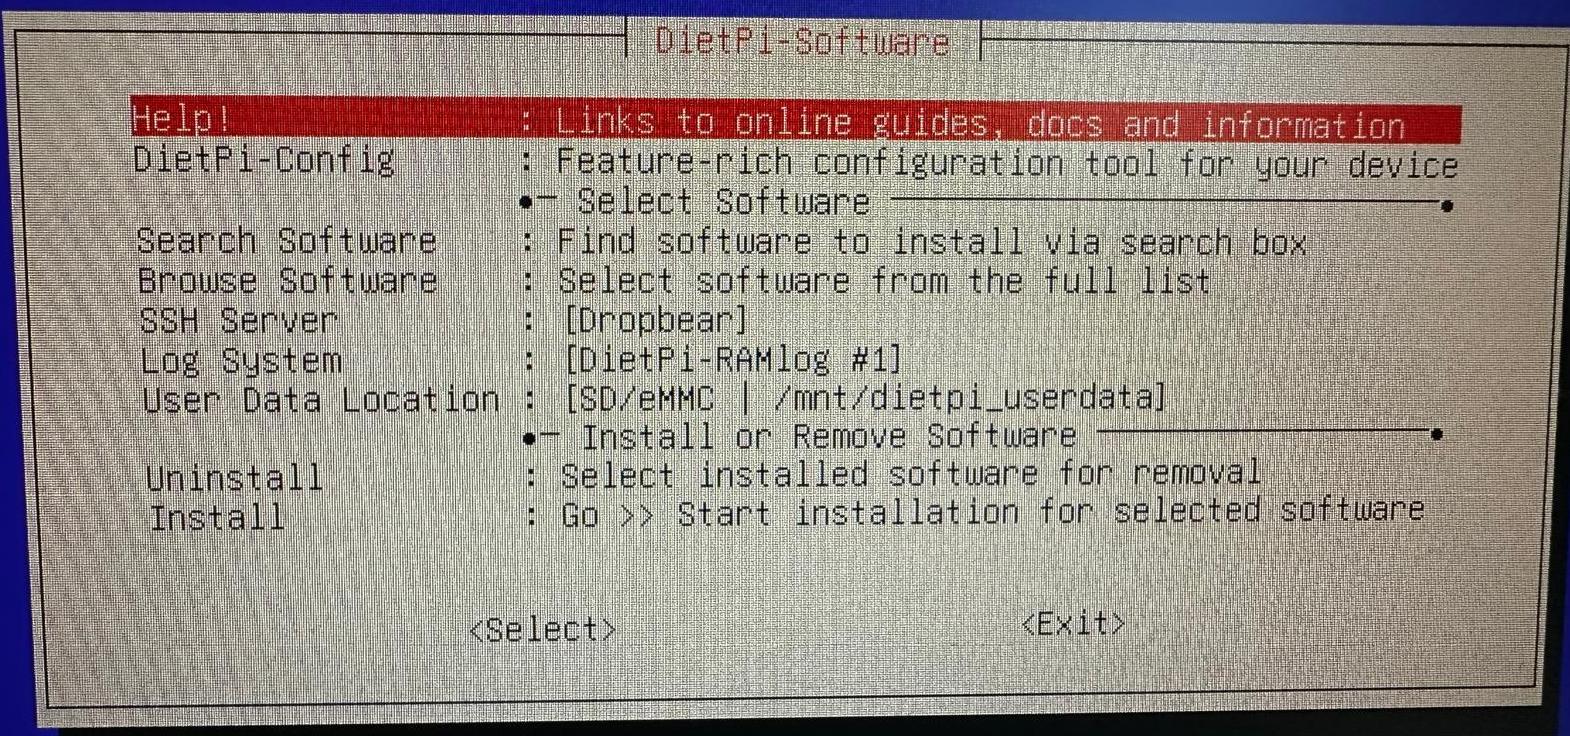 DietPi-Software
Help! : Links to online guides, docs and information
DietPi-Config : Feature-rich configuration tool for your device
●─ Select Software ─●
Search Software : Find software to install via search box
Browse Software : Select software from the full list
SSH Server : [Dropbear]
Log System : [DietPi-RAMlog #1]
User Data Location : [SD/eMMC | /mnt/dietpi_userdata]
●─ Install or Remove Software ─●
Uninstall : Select installed software for removal
Install : Go >> Start installation for selected software
<Select> <Exit>